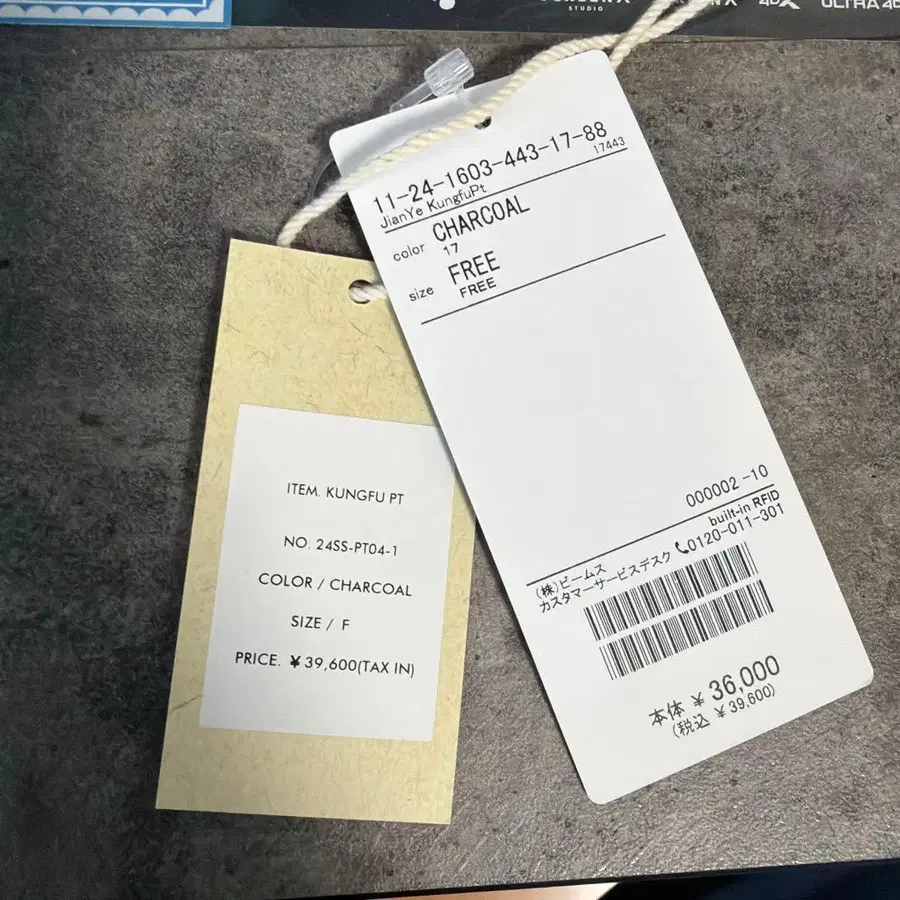 STUDIO
ULTRA 4D
11-24-1603-443-17-88
JianYe KungfuPt
17443
color CHARCOAL
17
size FREE
FREE
000002-10
built-in RFID
(株)ビームス
カスタマーサービスデスク 📞0120-011-301
本体 ¥ 36,000
(税込 ¥ 39,600)
ITEM. KUNGFU PT
NO. 24SS-PT04-1
COLOR / CHARCOAL
SIZE / F
PRICE. ¥39,600(TAX IN)